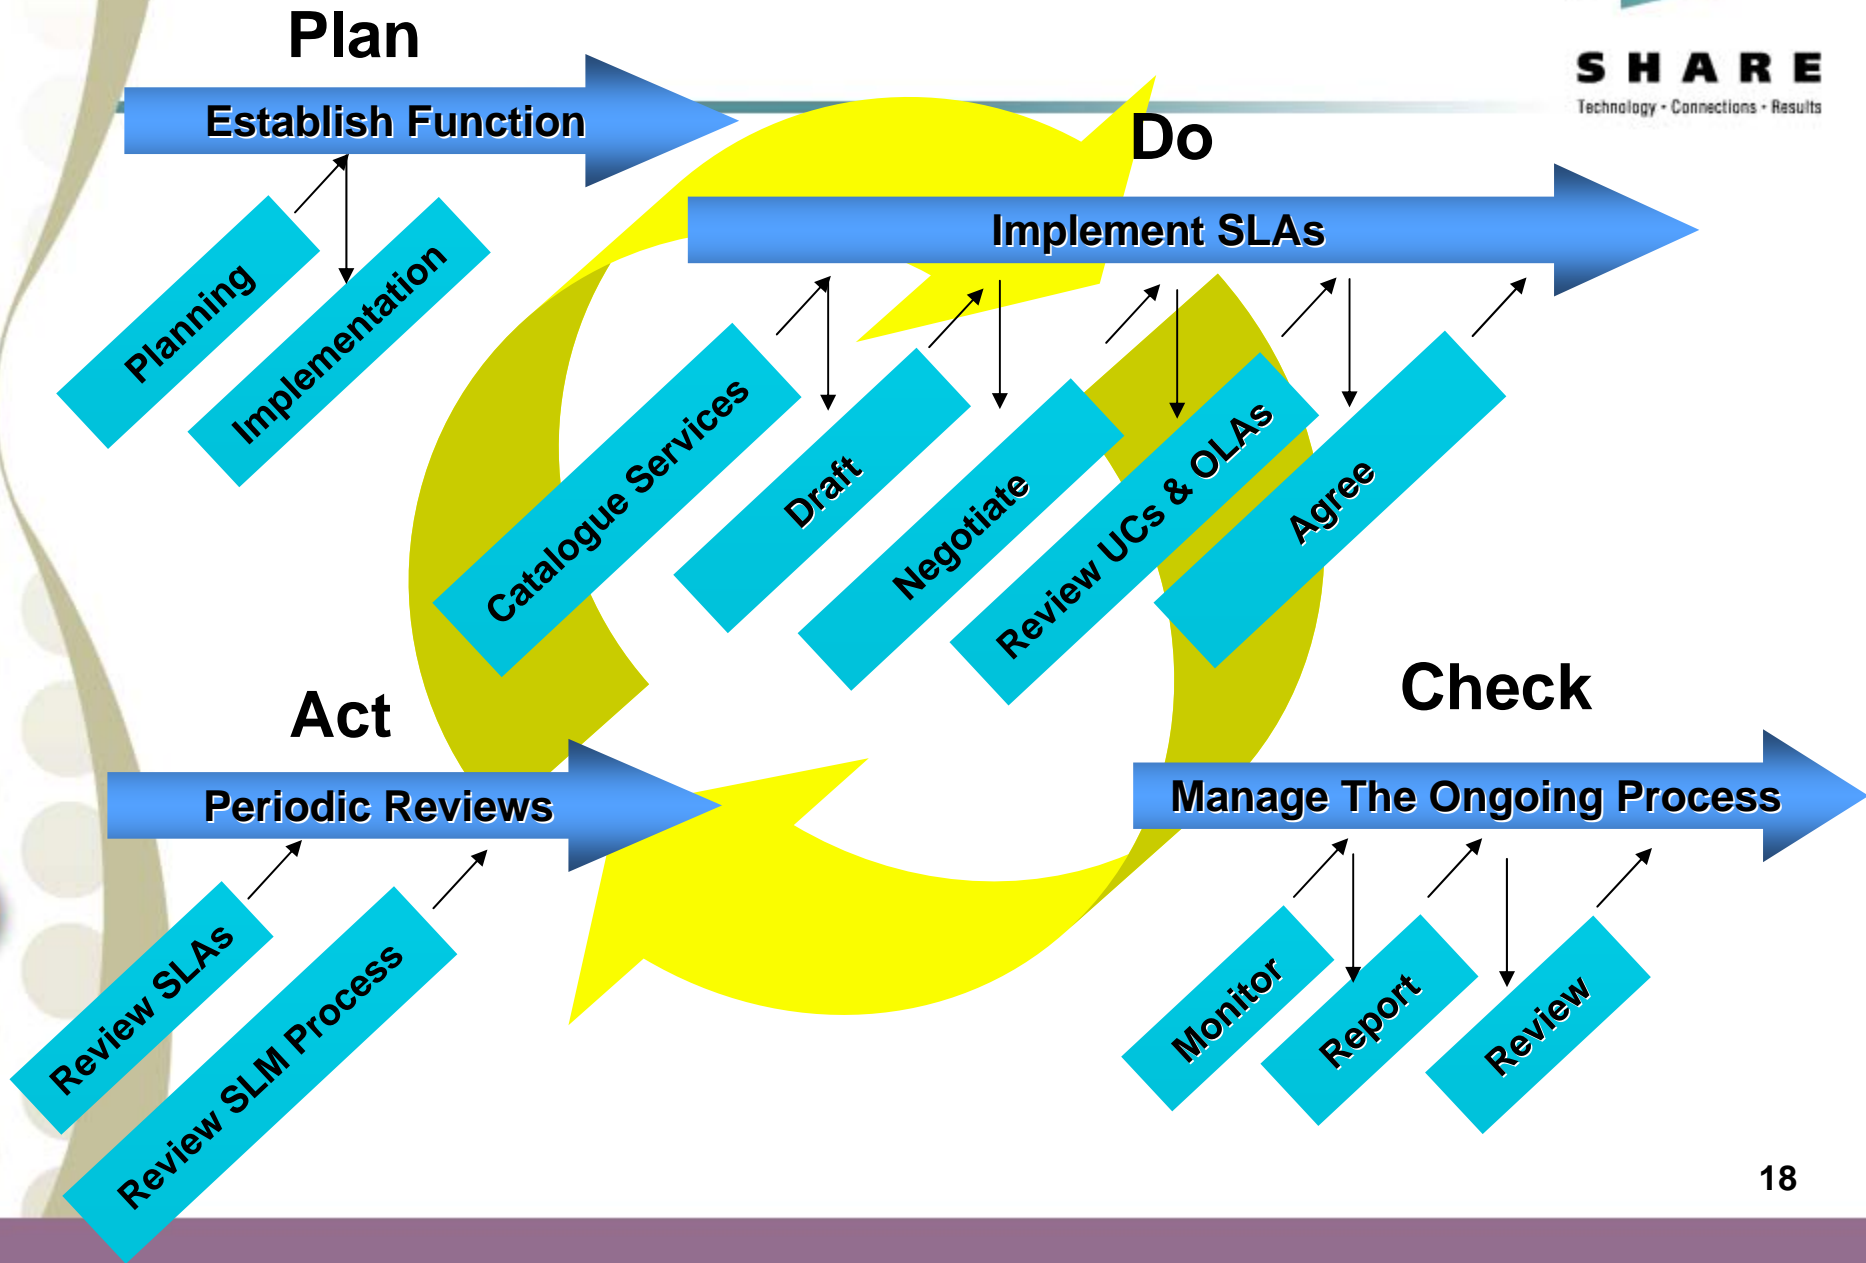 Plan
SHARE
Technology • Connections • Results
Establish Function
Do
Implement SLAs
Planning
Implementation
Catalogue Services
Draft
Negotiate
Review UCs & OLAs
Agree
Act
Check
Periodic Reviews
Manage The Ongoing Process
Review SLAs
Review SLM Process
Monitor
Report
Review
18